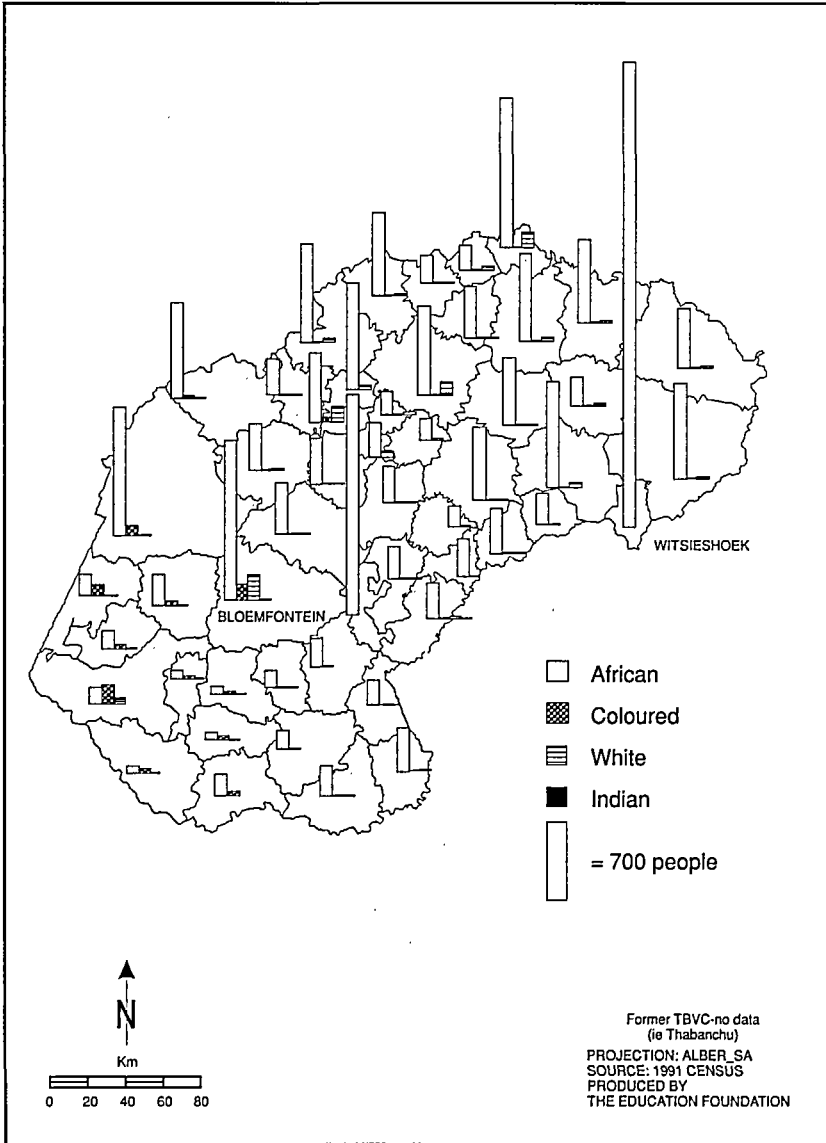 WITSIESHOEK
BLOEMFONTEIN
African
Coloured
White
Indian
= 700 people
N
Km
0 20 40 60 80
Former TBVC-no data
(ie Thabanchu)
PROJECTION: ALBER_SA
SOURCE: 1991 CENSUS
PRODUCED BY
THE EDUCATION FOUNDATION